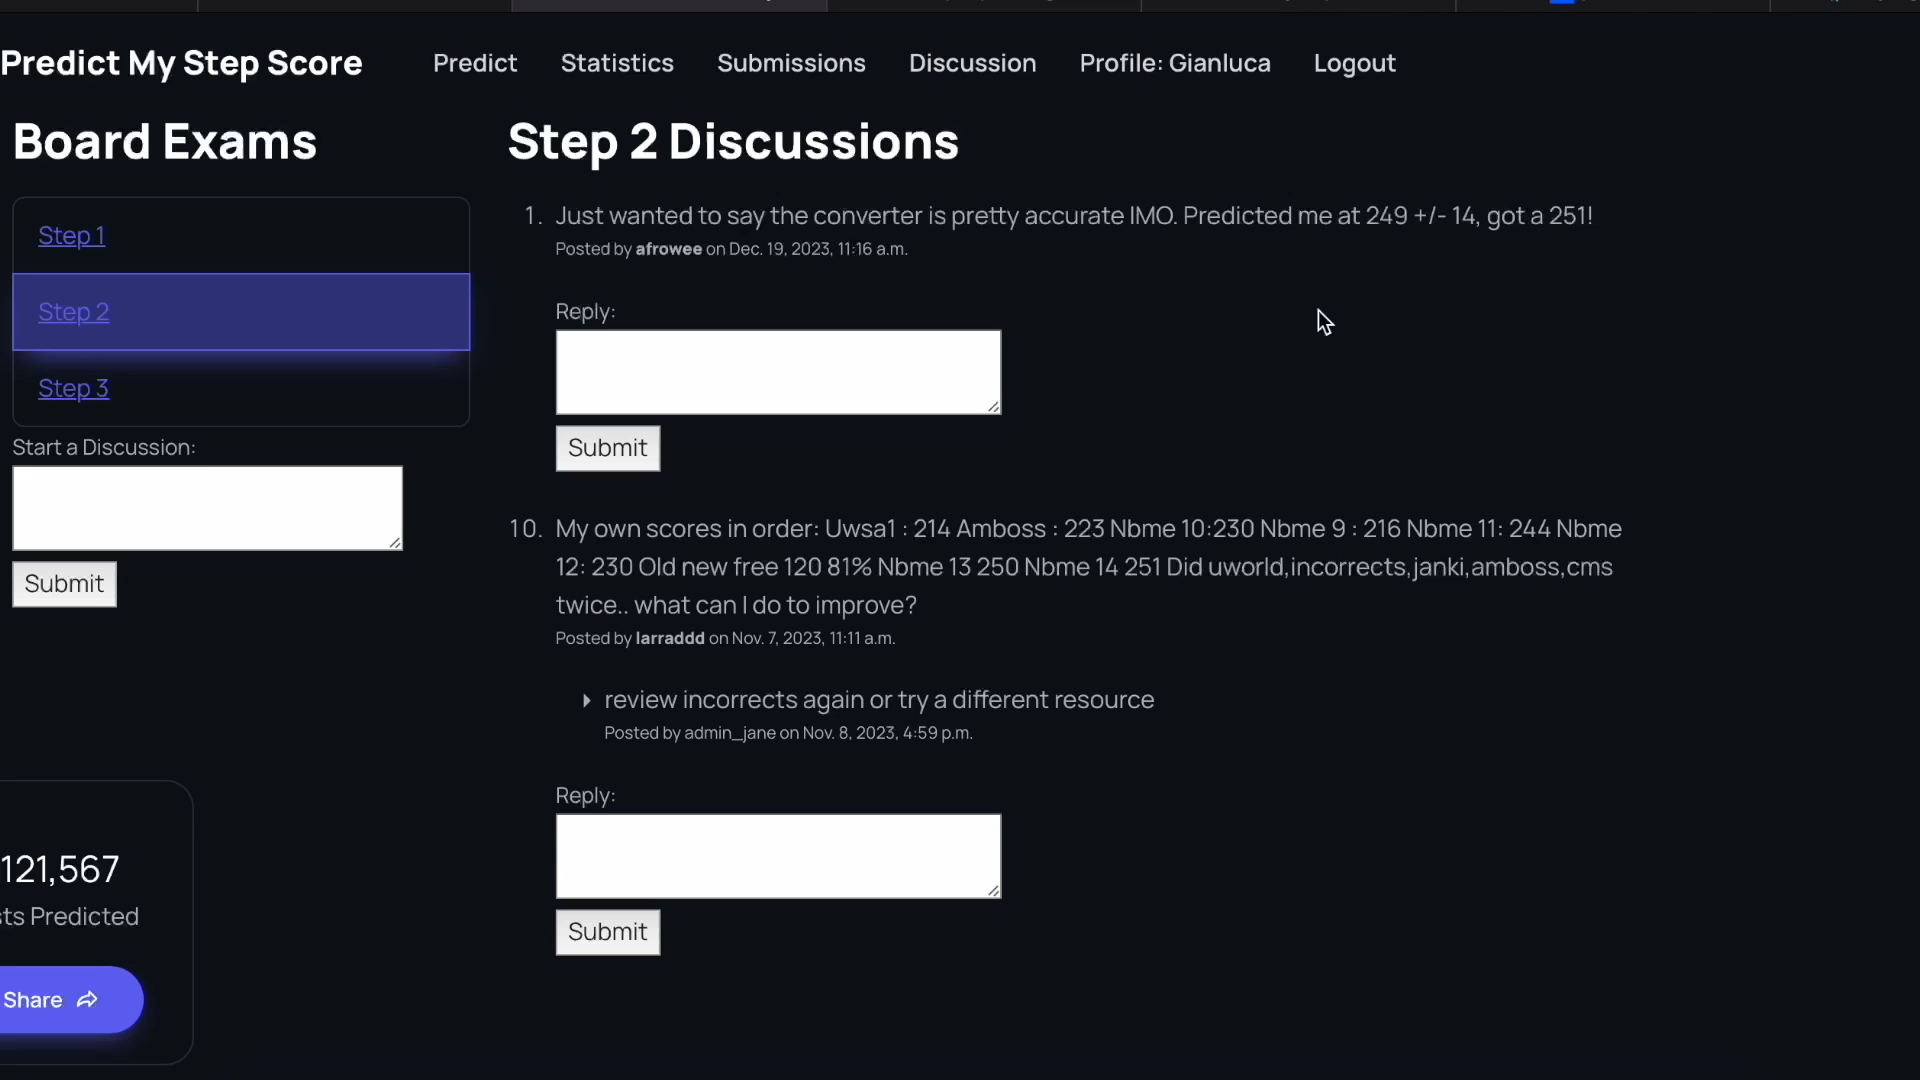 Predict My Step Score
Predict
Statistics
Submissions
Discussion
Profile: Gianluca
Logout
Board Exams
Step 1
Step 2
Step 3
Start a Discussion:
Submit
121,567
Predicted
Share
Step 2 Discussions
1. Just wanted to say the converter is pretty accurate IMO. Predicted me at 249 +/- 14, got a 251!
Posted by afrowee on Dec. 19, 2023, 11:16 a.m.
Reply:
Submit
10. My own scores in order: Uwsa1 : 214 Amboss : 223 Nbme 10:230 Nbme 9 : 216 Nbme 11: 244 Nbme
12: 230 Old new free 120 81% Nbme 13 250 Nbme 14 251 Did uworld,incorrects,janki,amboss,cms
twice.. what can I do to improve?
Posted by larraddd on Nov. 7, 2023, 11:11 a.m.
review incorrects again or try a different resource
Posted by admin_jane on Nov. 8, 2023, 4:59 p.m.
Reply:
Submit